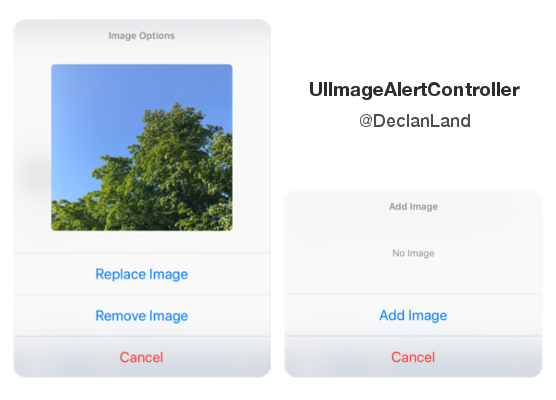 Image Options
Replace Image
Remove Image
Cancel
UIImageAlertController
@DeclanLand
Add Image
No Image
Add Image
Cancel